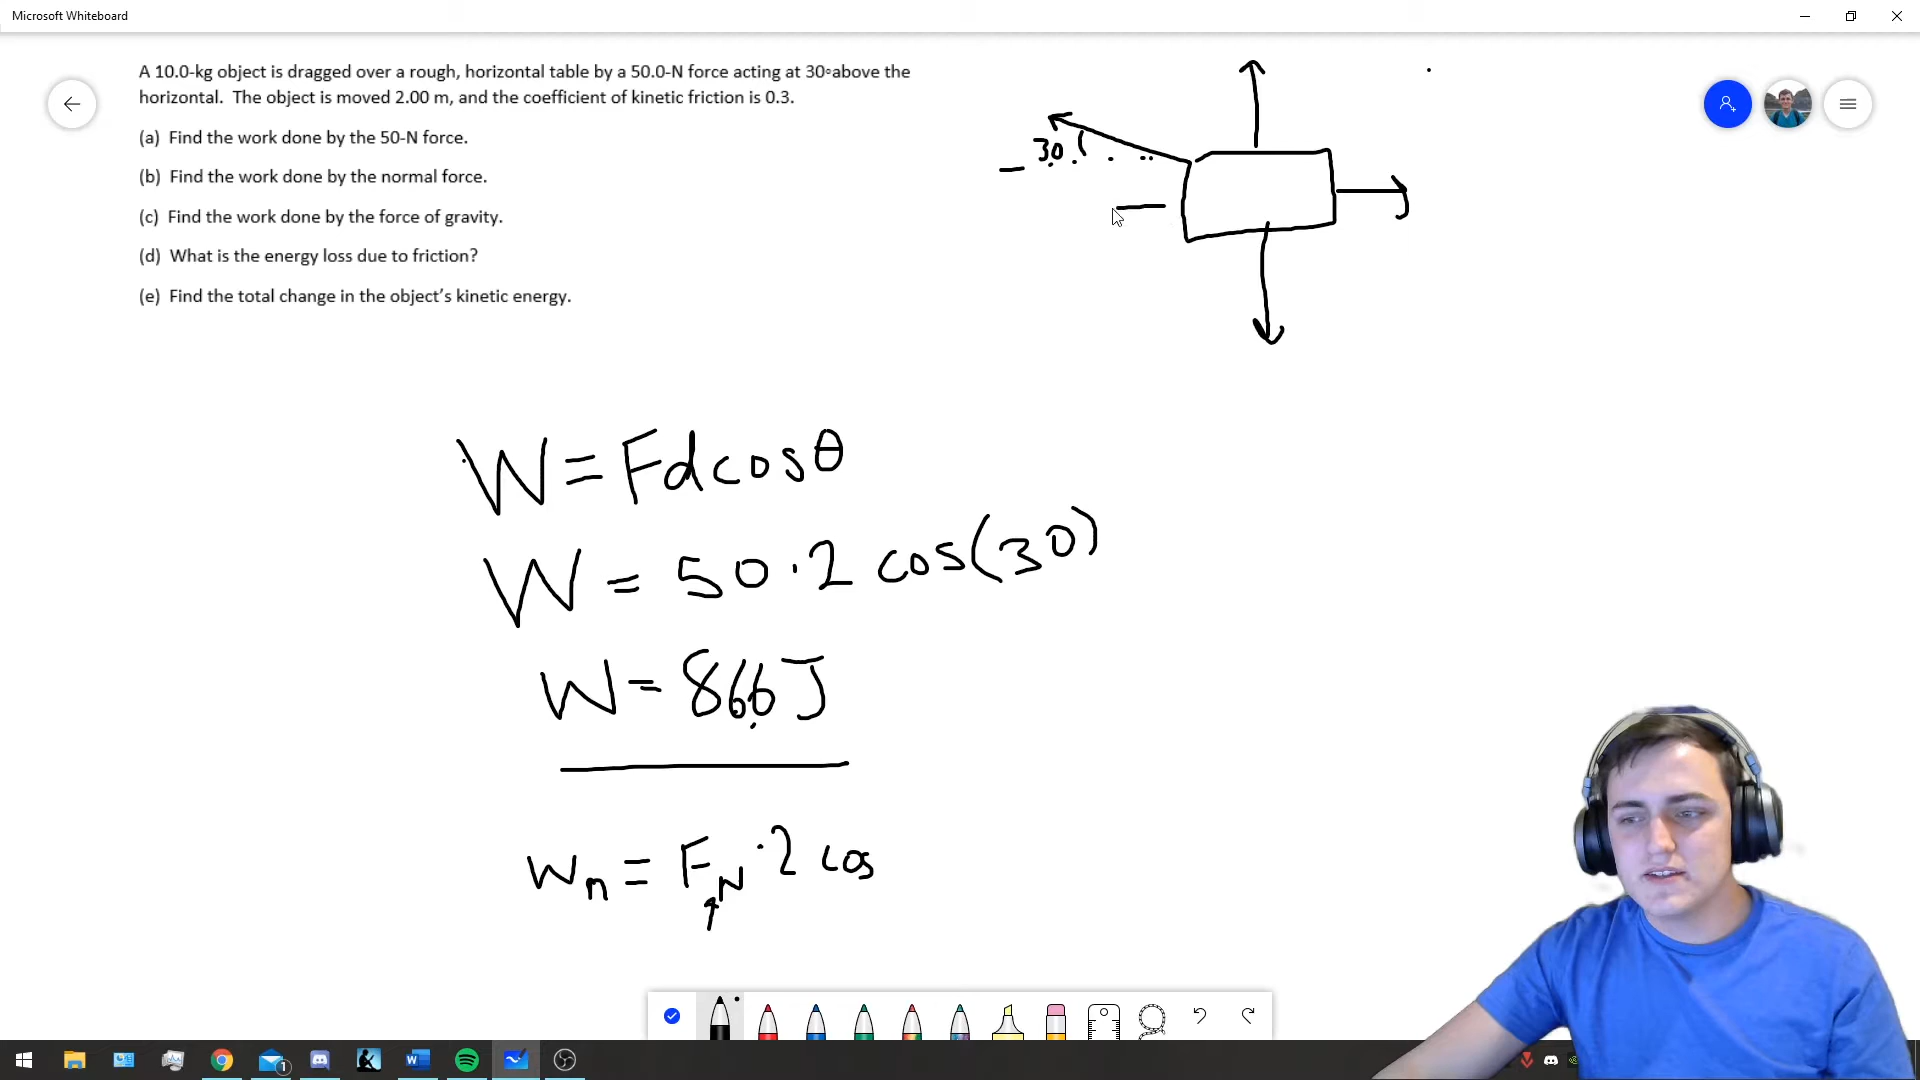 Microsoft Whiteboard
A 10.0-kg object is dragged over a rough, horizontal table by a 50.0-N force acting at 30◦above the
horizontal. The object is moved 2.00 m, and the coefficient of kinetic friction is 0.3.
(a) Find the work done by the 50-N force.
(b) Find the work done by the normal force.
(c) Find the work done by the force of gravity.
(d) What is the energy loss due to friction?
(e) Find the total change in the object's kinetic energy.
30
W = Fdcosθ
W = 50·2 cos(30)
W = 86.6 J
Wn = FN·2 cos
1
W